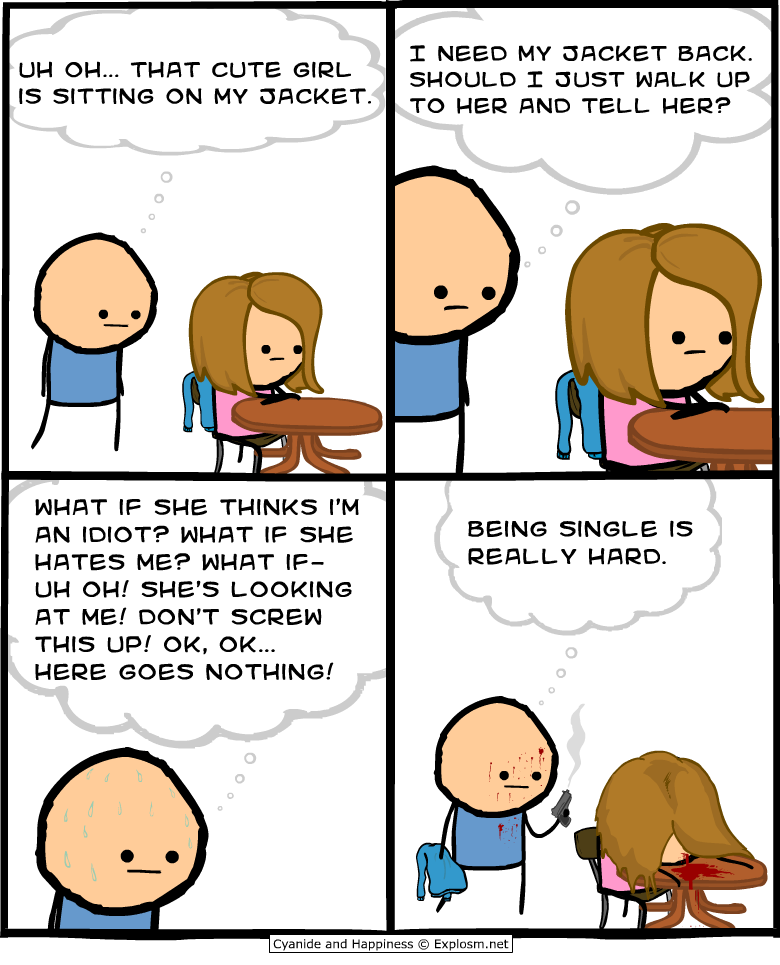 UH OH... THAT CUTE GIRL
IS SITTING ON MY JACKET.
I NEED MY JACKET BACK.
SHOULD I JUST WALK UP
TO HER AND TELL HER?
WHAT IF SHE THINKS I'M
AN IDIOT? WHAT IF SHE
HATES ME? WHAT IF-
UH OH! SHE'S LOOKING
AT ME! DON'T SCREW
THIS UP! OK, OK...
HERE GOES NOTHING!
BEING SINGLE IS
REALLY HARD.
Cyanide and Happiness © Explosm.net